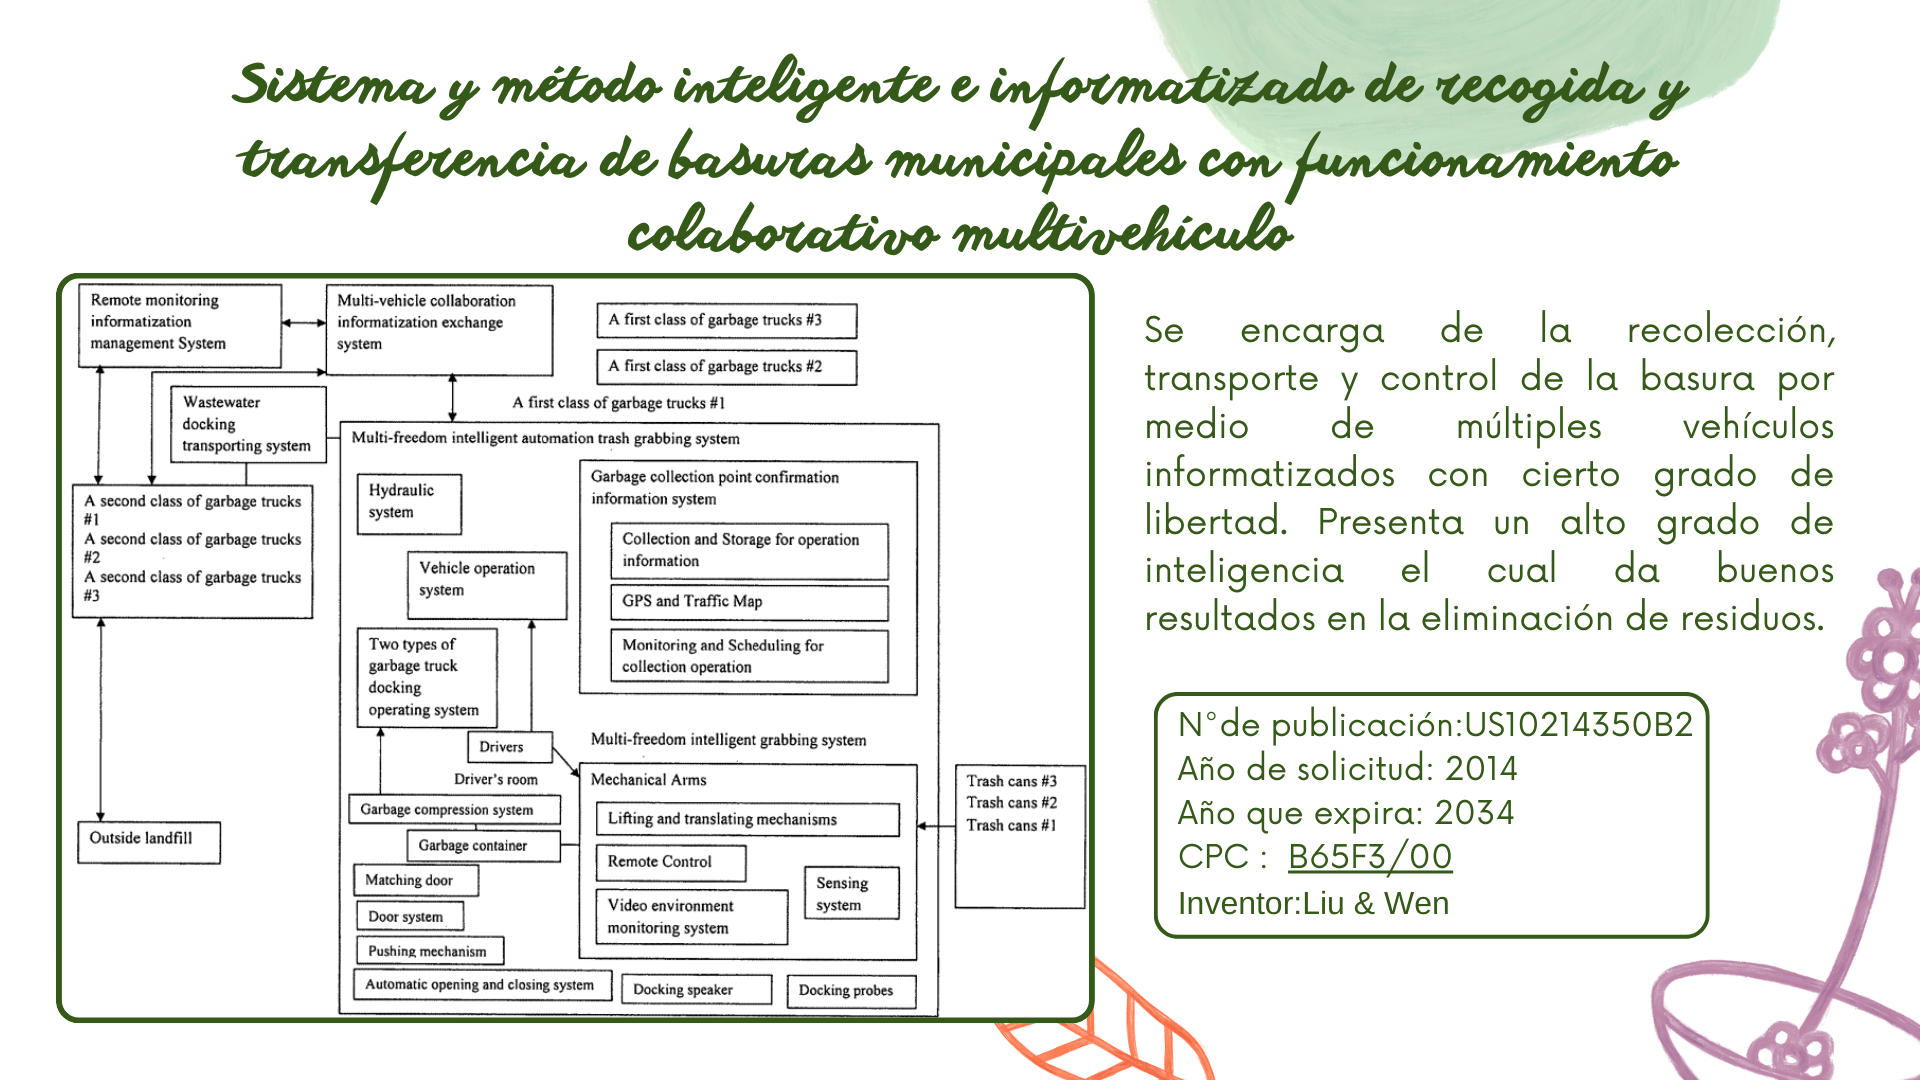 Sistema y método inteligente e informatizado de recogida y
transferencia de basuras municipales con funcionamiento
colaborativo multivehículo
Remote monitoring
informatization
management System
Multi-vehicle collaboration
informatization exchange
system
A first class of garbage trucks #3
A first class of garbage trucks #2
A first class of garbage trucks #1
Wastewater
docking
transporting system
A second class of garbage trucks
#1
A second class of garbage trucks
#2
A second class of garbage trucks
#3
Outside landfill
Multi-freedom intelligent automation trash grabbing system
Hydraulic
system
Garbage collection point confirmation
information system
Collection and Storage for operation
information
GPS and Traffic Map
Monitoring and Scheduling for
collection operation
Vehicle operation
system
Two types of
garbage truck
docking
operating system
Drivers
Driver's room
Multi-freedom intelligent grabbing system
Mechanical Arms
Lifting and translating mechanisms
Remote Control
Video environment
monitoring system
Sensing
system
Trash cans #3
Trash cans #2
Trash cans #1
Garbage compression system
Garbage container
Matching door
Door system
Pushing mechanism
Automatic opening and closing system
Docking speaker
Docking probes
Se encarga de la recolección,
transporte y control de la basura por
medio de múltiples vehículos
informatizados con cierto grado de
libertad. Presenta un alto grado de
inteligencia el cual da buenos
resultados en la eliminación de residuos.
N°de publicación:US10214350B2
Año de solicitud: 2014
Año que expira: 2034
CPC : B65F3/00
Inventor:Liu & Wen